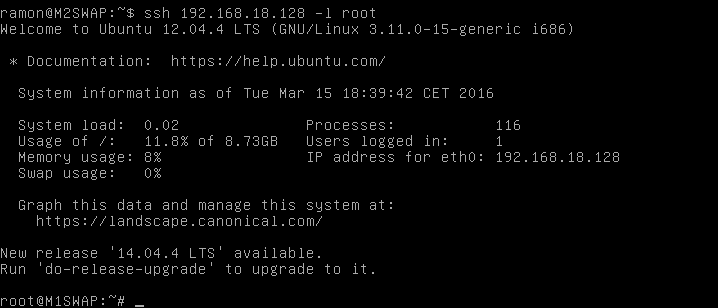 ramon@M2SWAP:~$ ssh 192.168.18.128 -l root
Welcome to Ubuntu 12.04.4 LTS (GNU/Linux 3.11.0-15-generic i686)
* Documentation:  https://help.ubuntu.com/
System information as of Tue Mar 15 18:39:42 CET 2016
System load:  0.02              Processes:           116
Usage of /:   11.8% of 8.73GB   Users logged in:     1
Memory usage: 8%                IP address for eth0: 192.168.18.128
Swap usage:   0%
Graph this data and manage this system at:
https://landscape.canonical.com/
New release '14.04.4 LTS' available.
Run 'do-release-upgrade' to upgrade to it.
root@M1SWAP:~# _